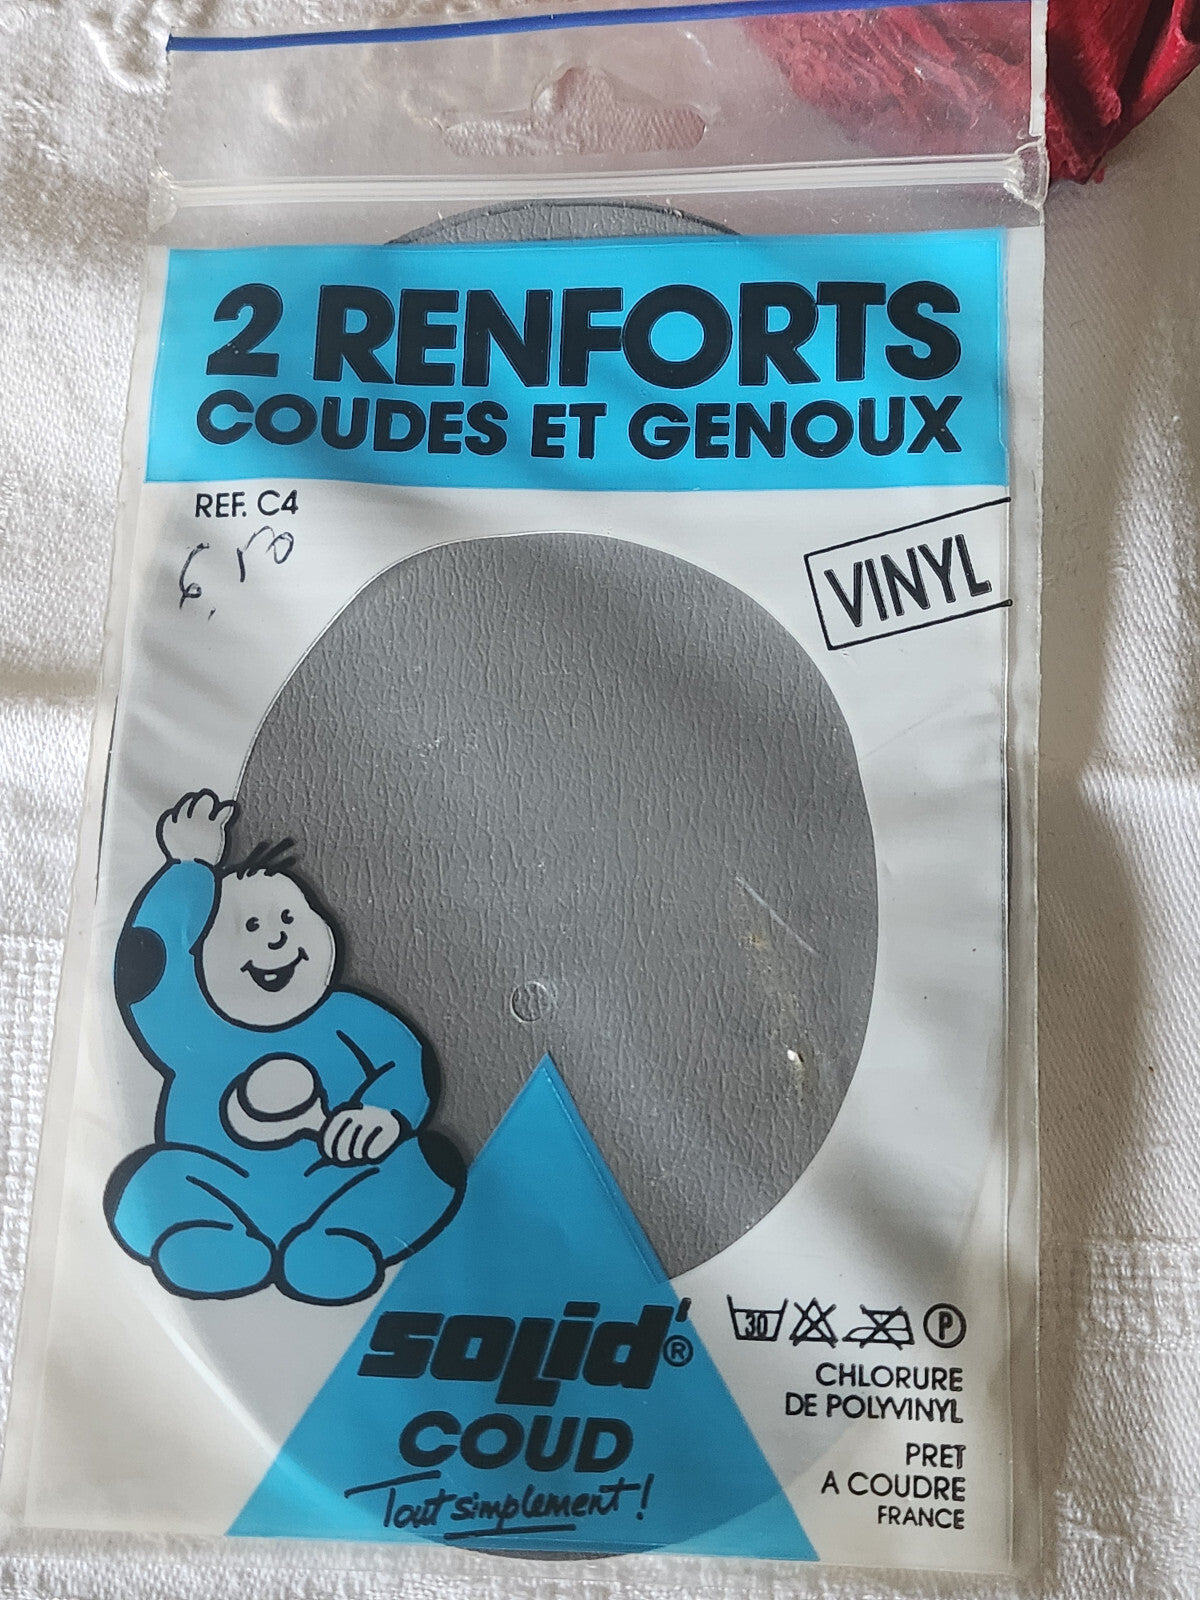 2 RENFORTS
COUDES ET GENOUX
REF. C4
VINYL
SOLID'®
COUD
Tout simplement !
30
P
CHLORURE
DE POLYVINYL
PRET
A COUDRE
FRANCE